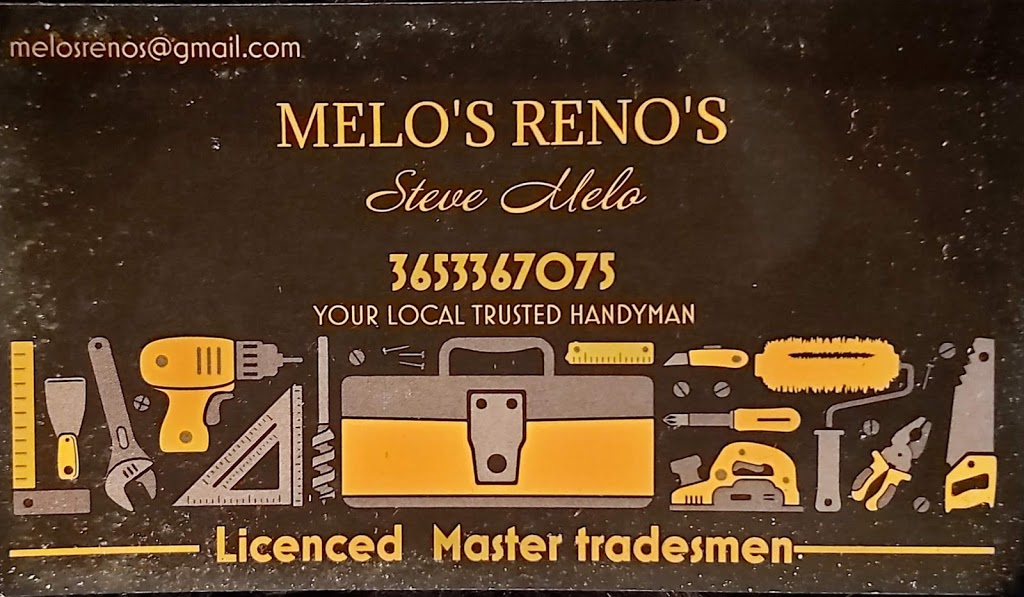 melosrenos@gmail.com
MELO'S RENO'S
Steve Melo
3653367075
YOUR LOCAL TRUSTED HANDYMAN
Licenced Master tradesmen